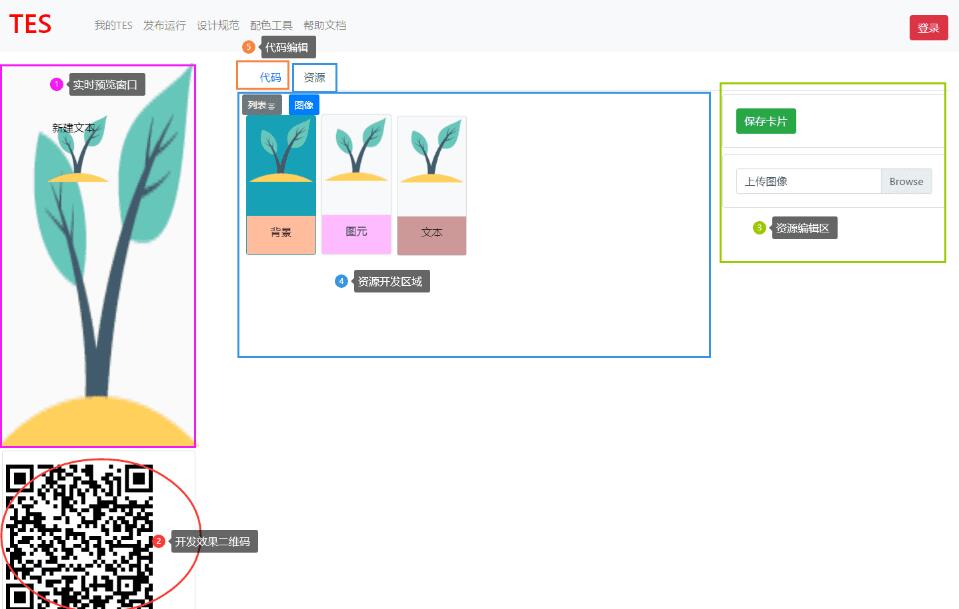 TES
我的TES 发布运行 设计规范 配色工具 帮助文档
登录
5 代码编辑
代码 资源
1 实时预览窗口
新建文本
列表 图像
背景 图元 文本
4 资源开发区域
保存卡片
上传图像 Browse
3 资源编辑区
2 开发效果二维码